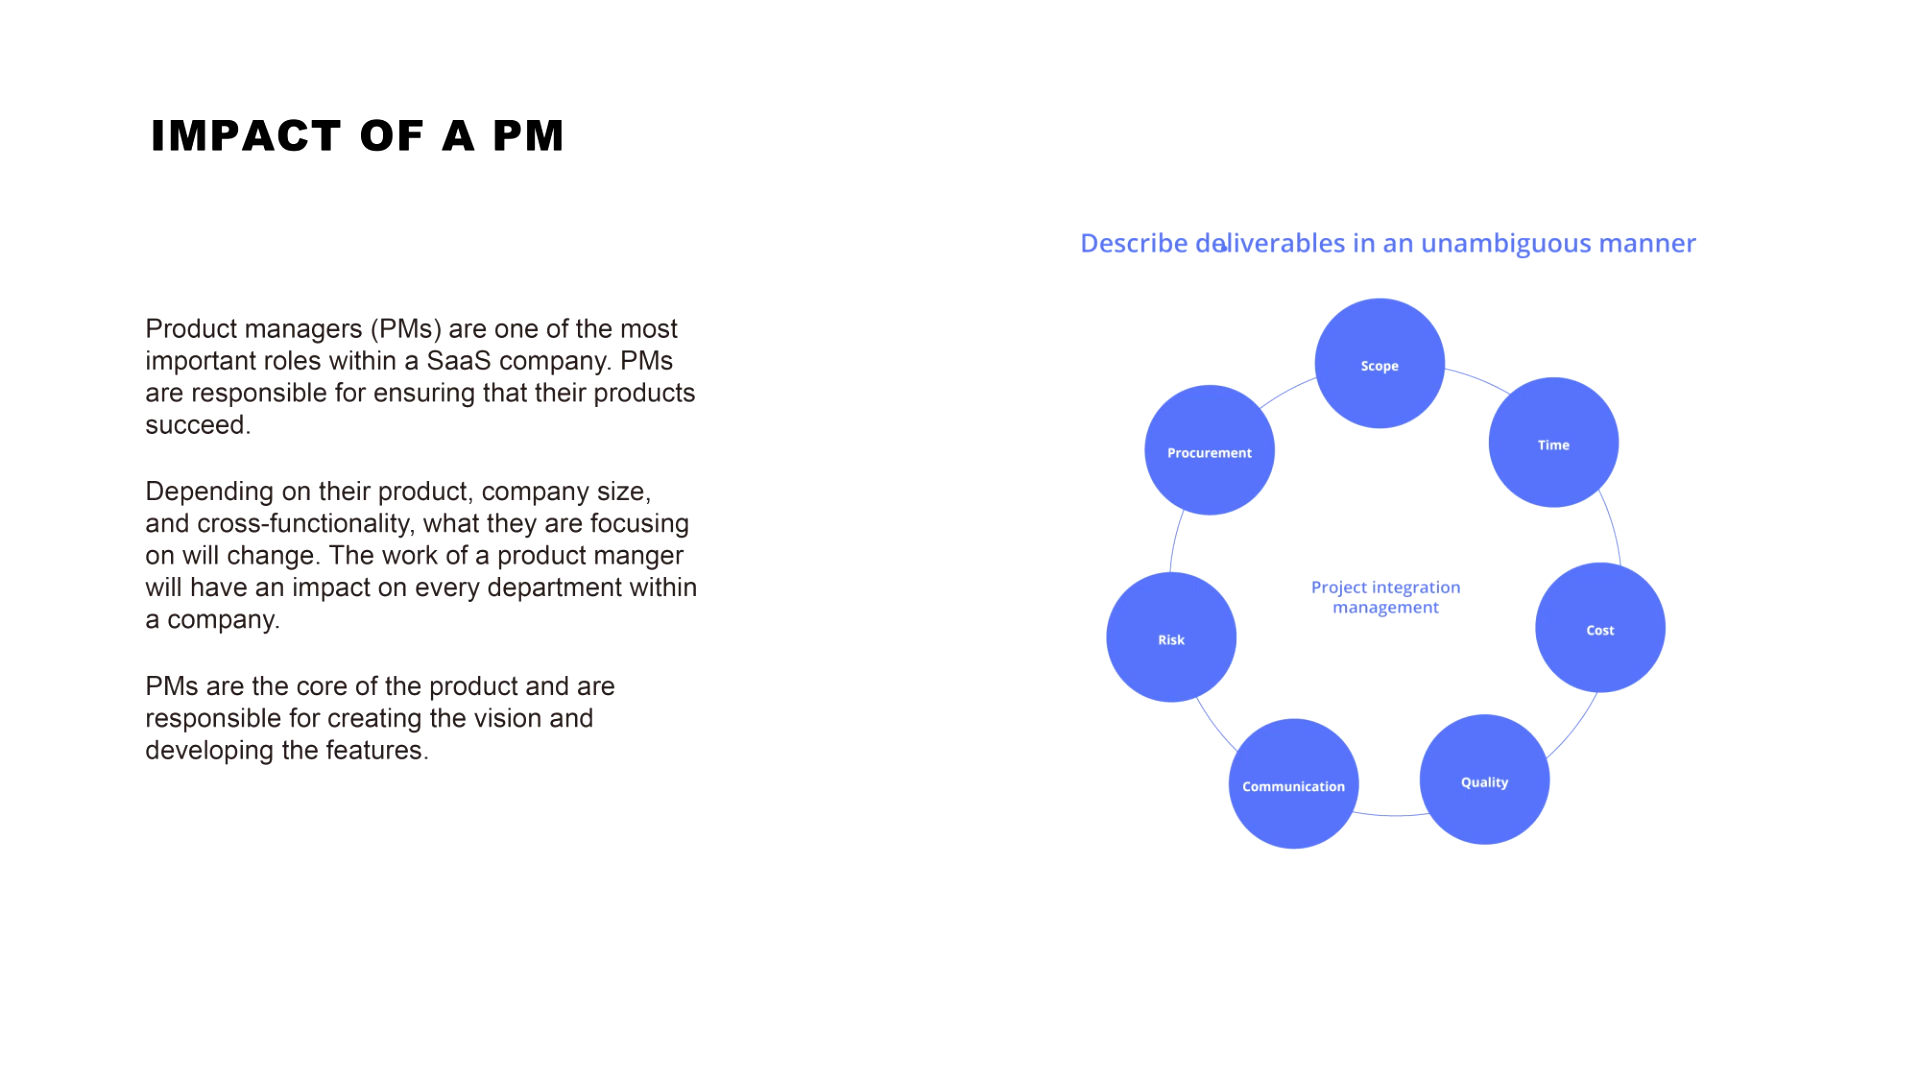 IMPACT OF A PM
Product managers (PMs) are one of the most
important roles within a SaaS company. PMs
are responsible for ensuring that their products
succeed.
Depending on their product, company size,
and cross-functionality, what they are focusing
on will change. The work of a product manger
will have an impact on every department within
a company.
PMs are the core of the product and are
responsible for creating the vision and
developing the features.
Describe deliverables in an unambiguous manner
Scope
Time
Procurement
Project integration
management
Cost
Risk
Quality
Communication